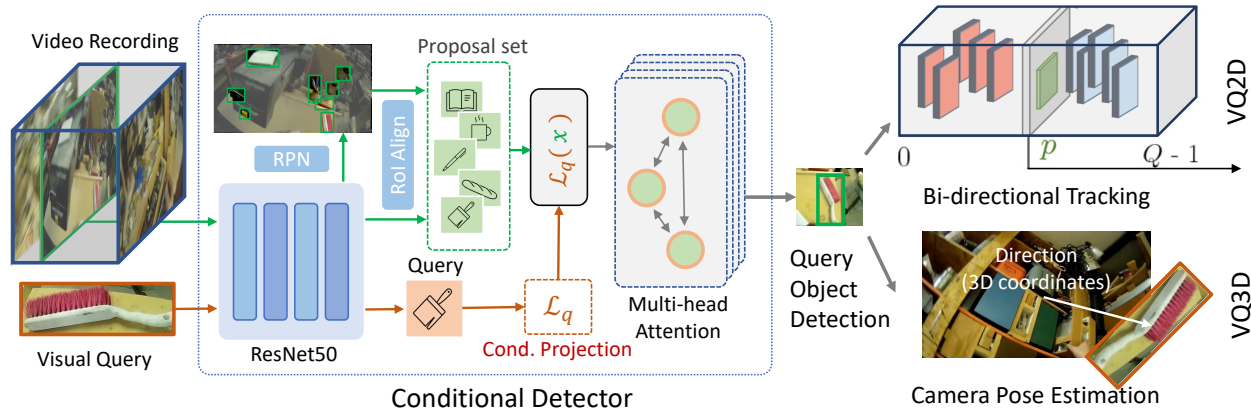 Video Recording
Visual Query
RPN
RoI Align
Proposal set
ResNet50
Query
ℒq(x)
ℒq
Cond. Projection
Multi-head
Attention
Conditional Detector
Query
Object
Detection
0
p
Q - 1
Bi-directional Tracking
VQ2D
Direction
(3D coordinates)
Camera Pose Estimation
VQ3D